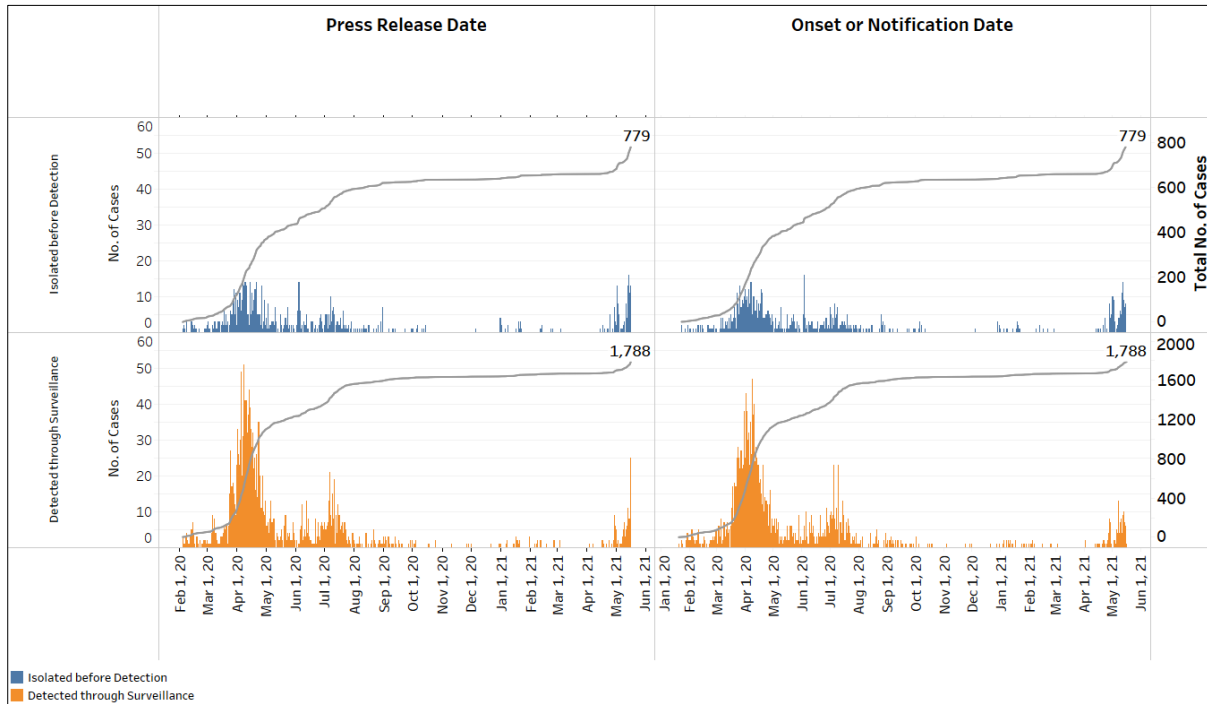 Press Release Date
Onset or Notification Date
Isolated before Detection
No. of Cases
60
50
40
30
20
10
0
779
779
800
600
400
200
0
Total No. of Cases
Detected through Surveillance
No. of Cases
60
50
40
30
20
10
0
1,788
1,788
2000
1600
1200
800
400
0
Feb 1, 20
Mar 1, 20
Apr 1, 20
May 1, 20
Jun 1, 20
Jul 1, 20
Aug 1, 20
Sep 1, 20
Oct 1, 20
Nov 1, 20
Dec 1, 20
Jan 1, 21
Feb 1, 21
Mar 1, 21
Apr 1, 21
May 1, 21
Jun 1, 21
Jan 1, 20
Feb 1, 20
Mar 1, 20
Apr 1, 20
May 1, 20
Jun 1, 20
Jul 1, 20
Aug 1, 20
Sep 1, 20
Oct 1, 20
Nov 1, 20
Dec 1, 20
Jan 1, 21
Feb 1, 21
Mar 1, 21
Apr 1, 21
May 1, 21
Jun 1, 21
Isolated before Detection
Detected through Surveillance